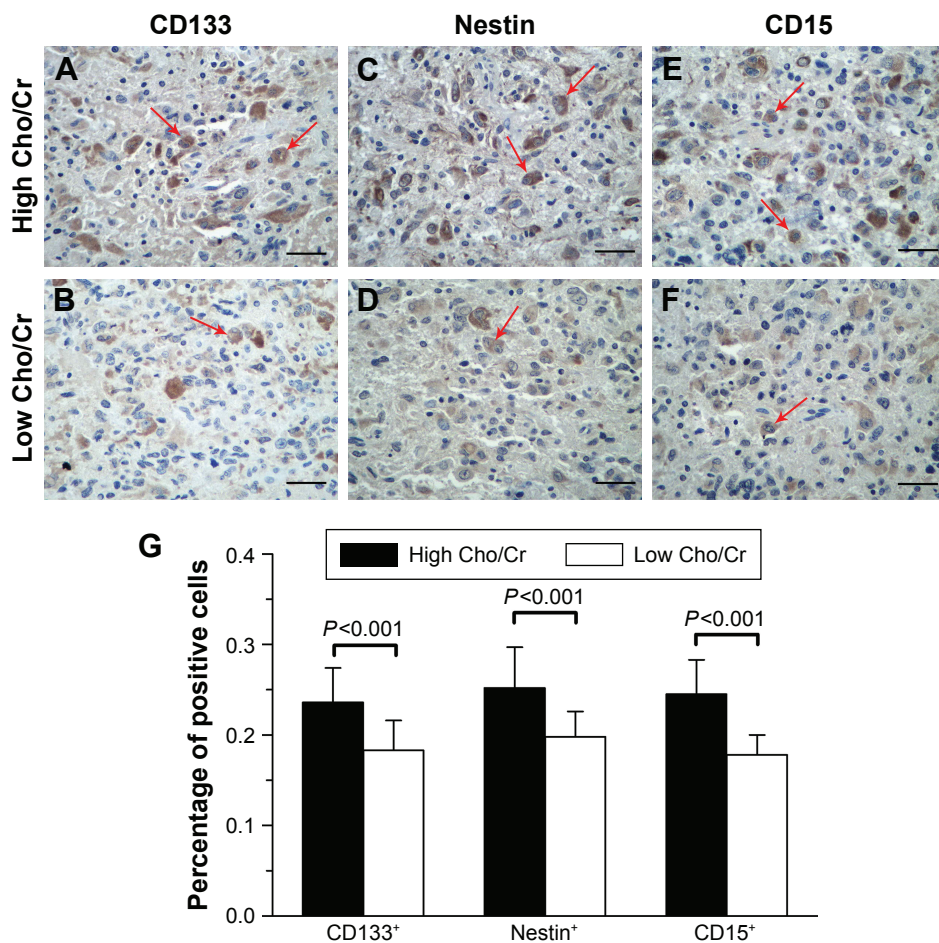 CD133 Nestin CD15
High Cho/Cr
A C E
Low Cho/Cr
B D F
G
Percentage of positive cells
High Cho/Cr Low Cho/Cr
0.4
0.3
0.2
0.1
0.0
P<0.001 P<0.001 P<0.001
CD133⁺ Nestin⁺ CD15⁺